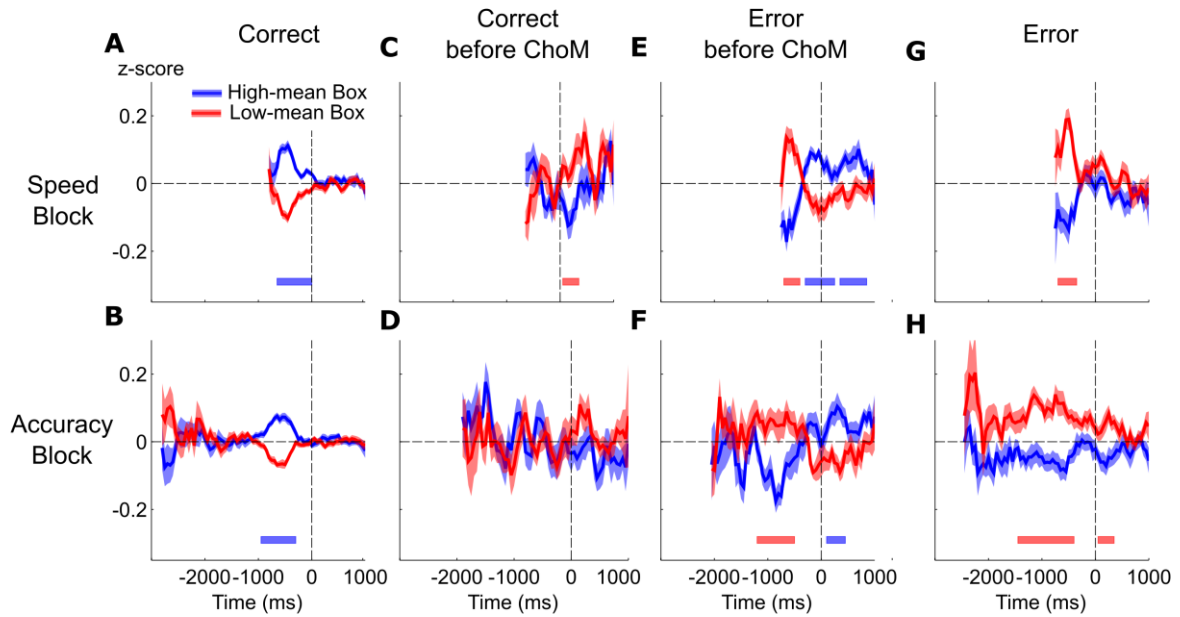 A Correct
C Correct before ChoM
E Error before ChoM
G Error
z-score
High-mean Box
Low-mean Box
Speed Block
0.2
0
-0.2
B
D
F
H
Accuracy Block
0.2
0
-0.2
-2000 -1000 0 1000
-2000 -1000 0 1000
-2000 -1000 0 1000
-2000 -1000 0 1000
Time (ms)
Time (ms)
Time (ms)
Time (ms)